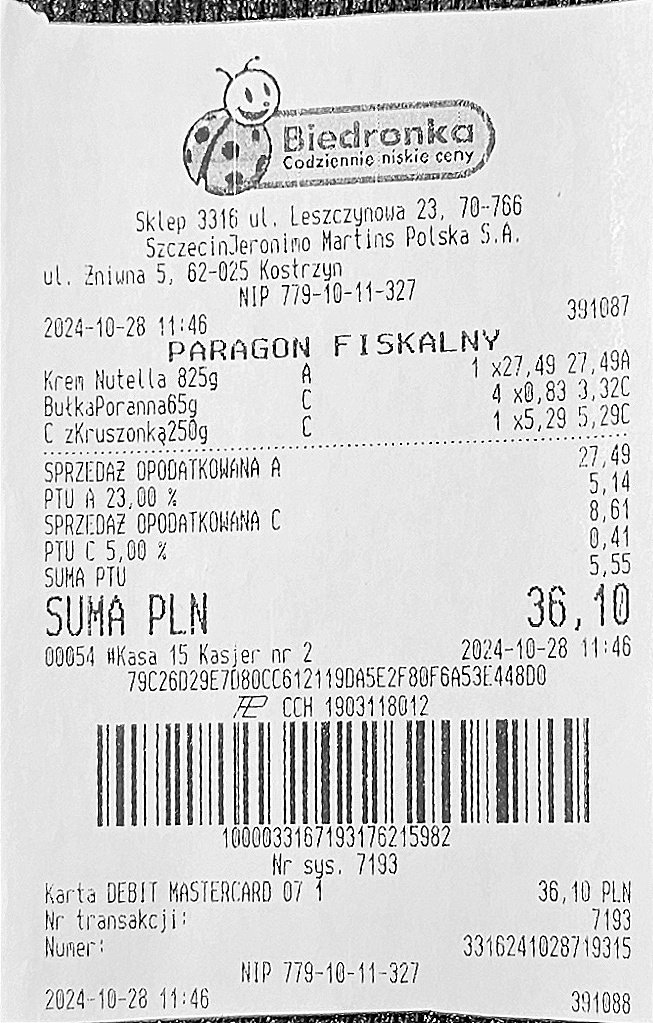 Biedronka
Codziennie niskie ceny
Sklep 3316 ul. Leszczynowa 23, 70-766
SzczecinJeronimo Martins Polska S.A.
ul. Żniwna 5, 62-025 Kostrzyn
NIP 779-10-11-327
2024-10-28 11:46 391087
PARAGON FISKALNY
Krem Nutella 825g A 1 x27,49 27,49A
BułkaPoranna65g C 4 x0,83 3,32C
C zKruszonką250g C 1 x5,29 5,29C
SPRZEDAŻ OPODATKOWANA A 27,49
PTU A 23,00 % 5,14
SPRZEDAŻ OPODATKOWANA C 8,61
PTU C 5,00 % 0,41
SUMA PTU 5,55
SUMA PLN 36,10
00054 #Kasa 15 Kasjer nr 2 2024-10-28 11:46
79C26D29E7D80CC612119DA5E2F80F6A53E448D0
CCH 1903118012
1000033167193176215982
Nr sys. 7193
Karta DEBIT MASTERCARD 07 1 36,10 PLN
Nr transakcji: 7193
Numer: 3316241028719315
NIP 779-10-11-327
2024-10-28 11:46 391088